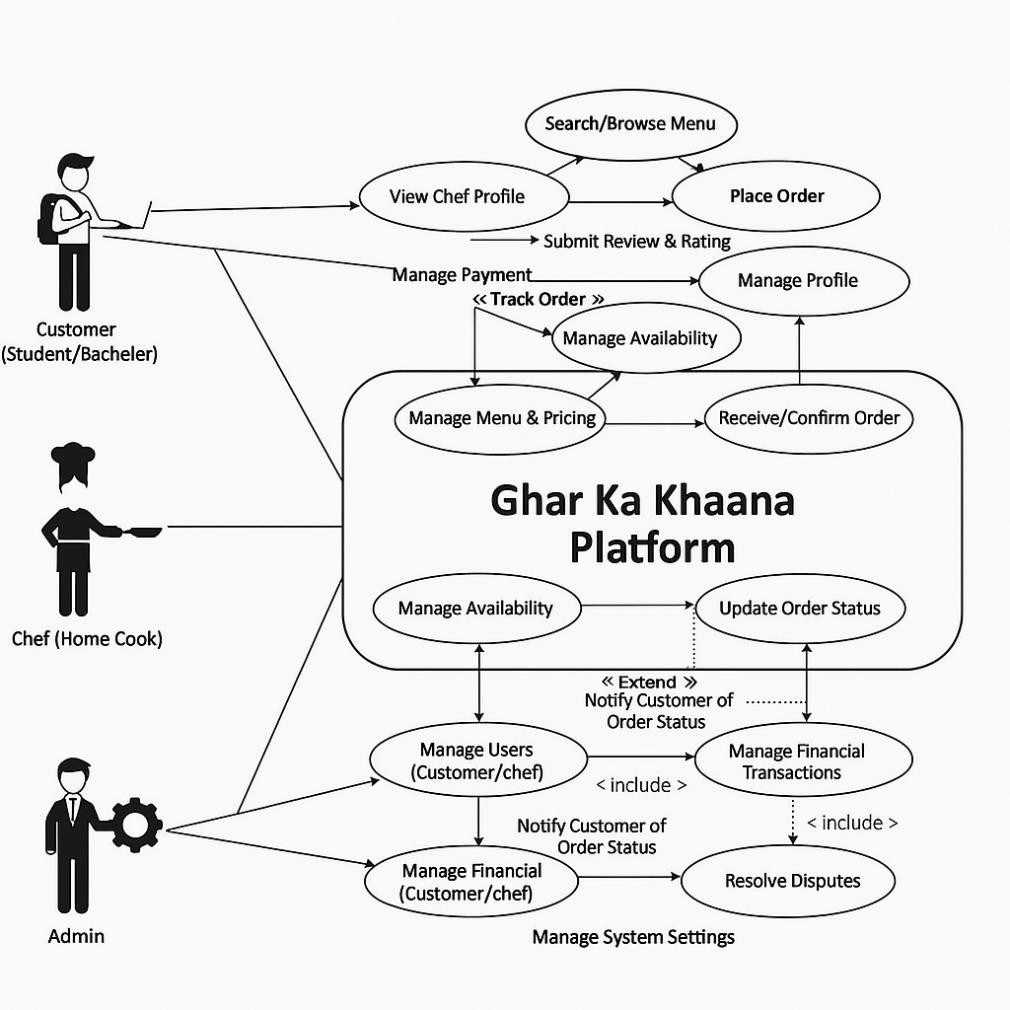 Search/Browse Menu
View Chef Profile
Place Order
Submit Review & Rating
Manage Payment
Manage Profile
« Track Order »
Manage Availability
Customer
(Student/Bacheler)
Manage Menu & Pricing
Receive/Confirm Order
Ghar Ka Khaana
Platform
Chef (Home Cook)
Manage Availability
Update Order Status
« Extend »
Notify Customer of
Order Status
Manage Users
(Customer/chef)
Manage Financial
Transactions
< include >
Notify Customer of
Order Status
< include >
Manage Financial
(Customer/chef)
Resolve Disputes
Admin
Manage System Settings